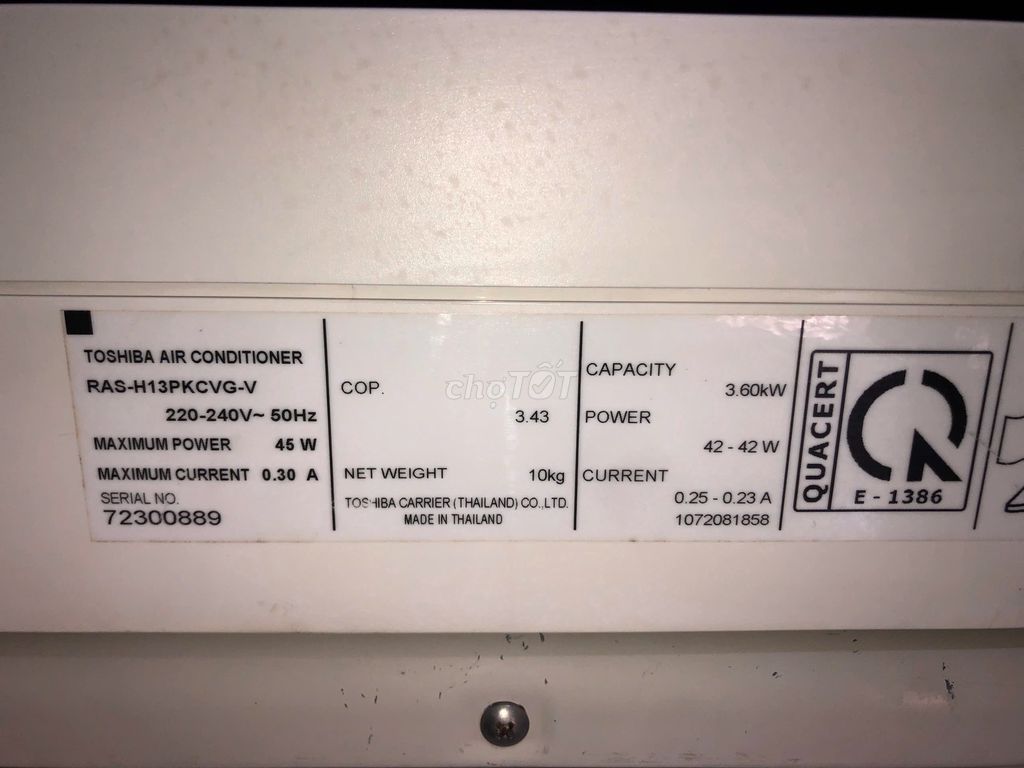 TOSHIBA AIR CONDITIONER
RAS-H13PKCVG-V
220-240V~ 50Hz
MAXIMUM POWER 45 W
MAXIMUM CURRENT 0.30 A
SERIAL NO.
72300889
COP.
3.43
NET WEIGHT 10kg
TOSHIBA CARRIER (THAILAND) CO.,LTD.
MADE IN THAILAND
CAPACITY
3.60kW
POWER
42 - 42 W
CURRENT
0.25 - 0.23 A
1072081858
QUACERT
E - 1386
chợTỐT